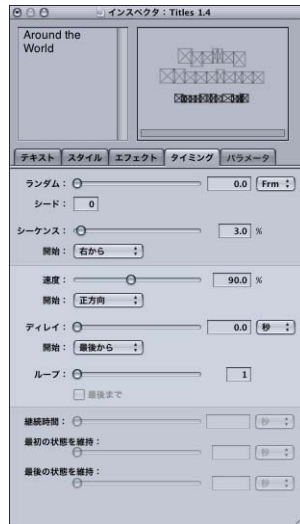 インスペクタ：Titles 1.4
Around the
World
テキスト スタイル エフェクト タイミング パラメータ
ランダム： 0.0 Frm
シード： 0
シーケンス： 3.0 %
開始： 右から
速度： 90.0 %
開始： 正方向
ディレイ： 0.0 秒
開始： 最後から
ループ： 1
最後まで
継続時間： 秒
最初の状態を維持：
秒
最後の状態を維持：
秒